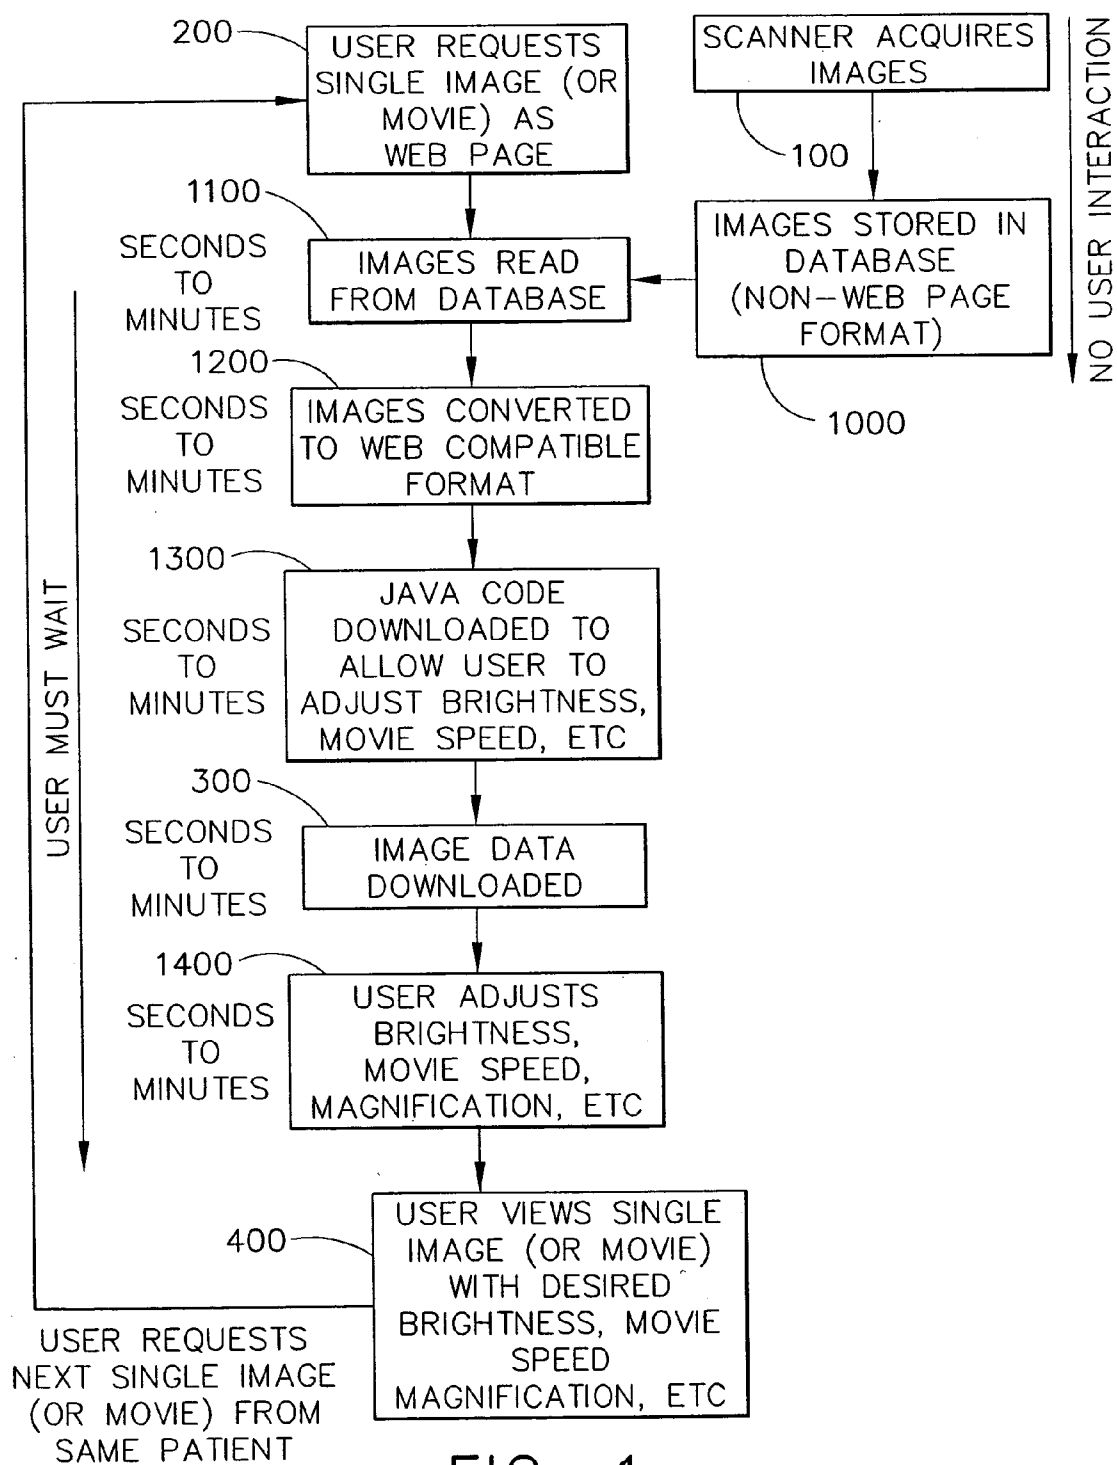 200
USER REQUESTS
SINGLE IMAGE (OR
MOVIE) AS
WEB PAGE
SCANNER ACQUIRES
IMAGES
100
NO USER INTERACTION
1100
SECONDS
TO
MINUTES
IMAGES READ
FROM DATABASE
IMAGES STORED IN
DATABASE
(NON-WEB PAGE
FORMAT)
1000
1200
SECONDS
TO
MINUTES
IMAGES CONVERTED
TO WEB COMPATIBLE
FORMAT
1300
SECONDS
TO
MINUTES
JAVA CODE
DOWNLOADED TO
ALLOW USER TO
ADJUST BRIGHTNESS,
MOVIE SPEED, ETC
USER MUST WAIT
300
SECONDS
TO
MINUTES
IMAGE DATA
DOWNLOADED
1400
SECONDS
TO
MINUTES
USER ADJUSTS
BRIGHTNESS,
MOVIE SPEED,
MAGNIFICATION, ETC
400
USER VIEWS SINGLE
IMAGE (OR MOVIE)
WITH DESIRED
BRIGHTNESS, MOVIE
SPEED
MAGNIFICATION, ETC
USER REQUESTS
NEXT SINGLE IMAGE
(OR MOVIE) FROM
SAME PATIENT
FIG. 1